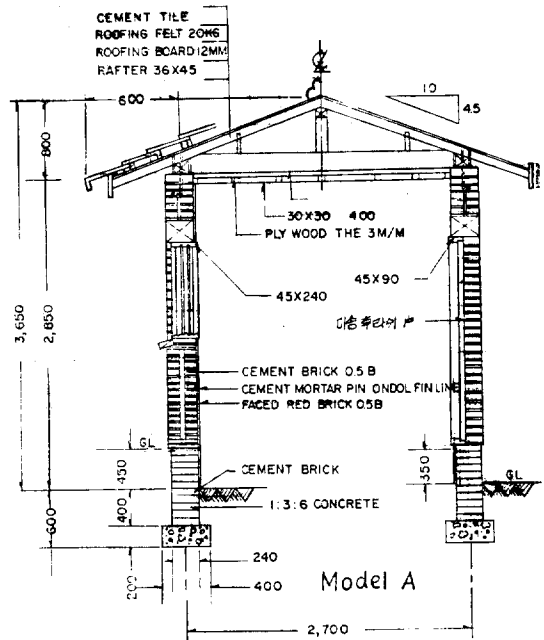 CEMENT TILE
ROOFING FELT 20KG
ROOFING BOARD 12MM
RAFTER 36X45
600
10
4.5
800
30X30 400
PLY WOOD THE 3M/M
45X240
45X90
3,650
2,850
CEMENT BRICK 0.5 B
CEMENT MORTAR PIN ONDOL FIN LINE
FACED RED BRICK 0.5B
GL
450
350
GL
CEMENT BRICK
400
600
1:3:6 CONCRETE
240
200
400
Model A
2,700